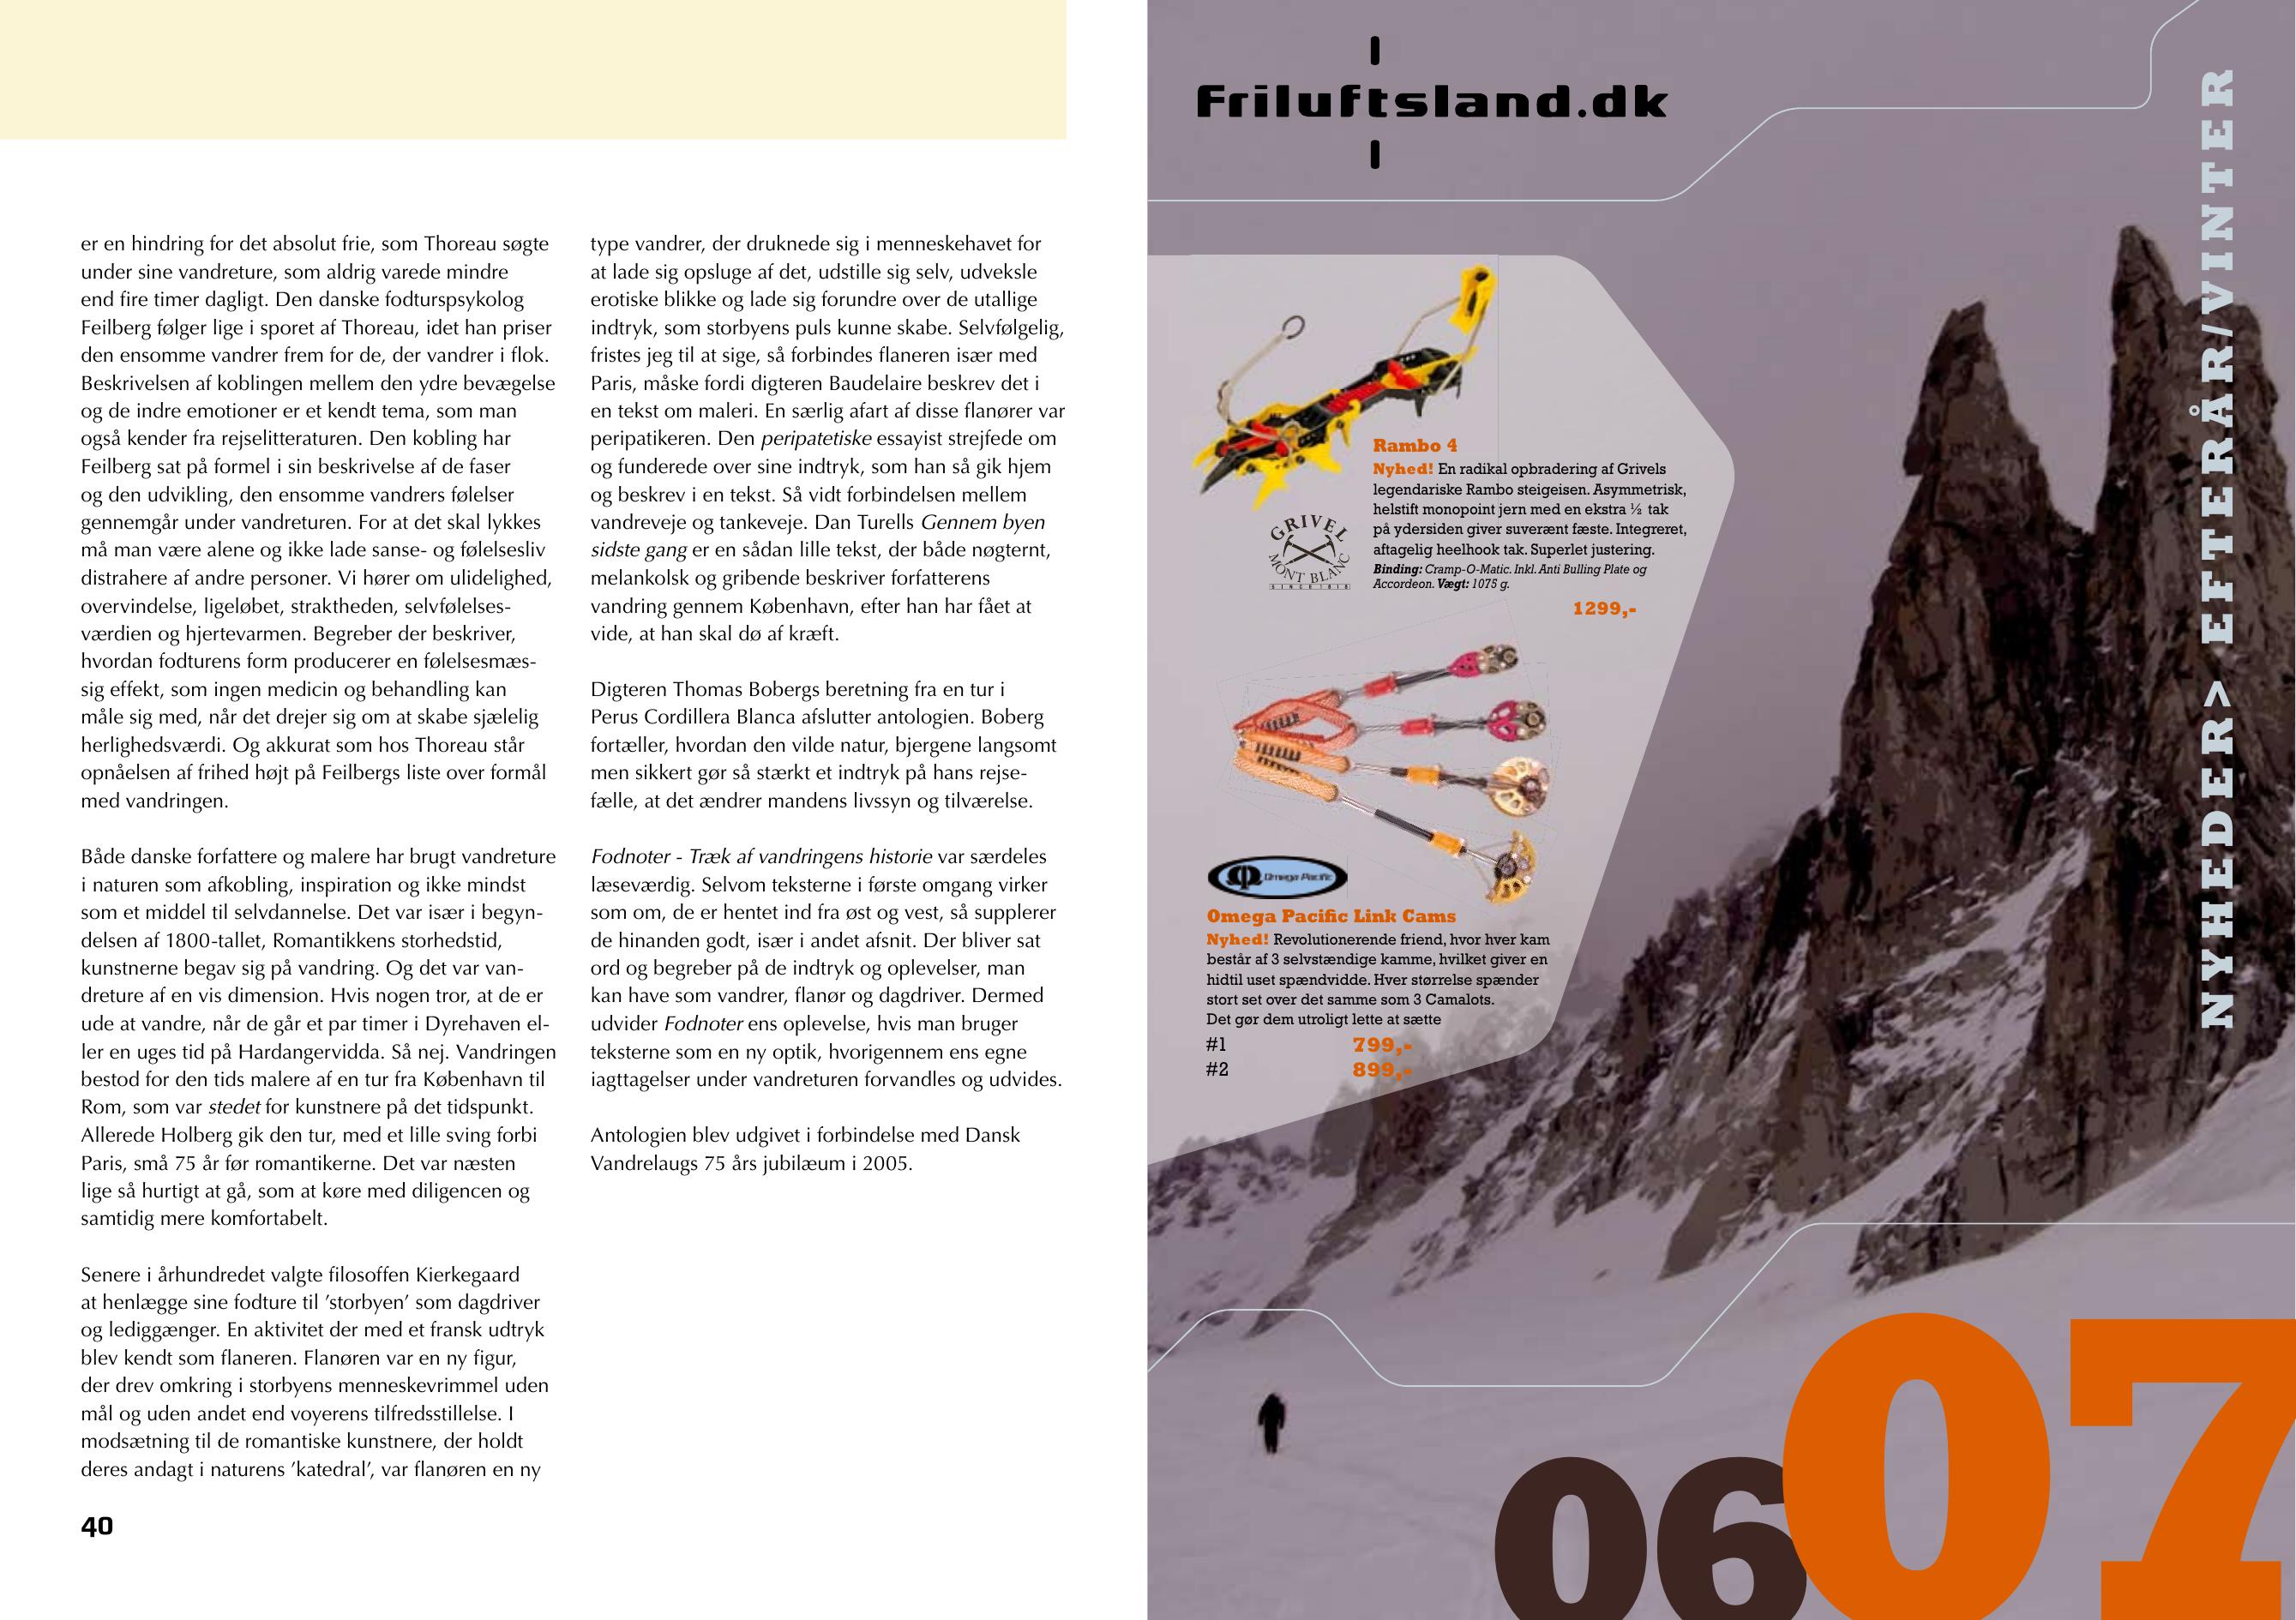 er en hindring for det absolut frie, som Thoreau søgte
under sine vandreture, som aldrig varede mindre
end fire timer dagligt. Den danske fodturspsykolog
Feilberg følger lige i sporet af Thoreau, idet han priser
den ensomme vandrer frem for de, der vandrer i flok.
Beskrivelsen af koblingen mellem den ydre bevægelse
og de indre emotioner er et kendt tema, som man
også kender fra rejselitteraturen. Den kobling har
Feilberg sat på formel i sin beskrivelse af de faser
og den udvikling, den ensomme vandrers følelser
gennemgår under vandreturen. For at det skal lykkes
må man være alene og ikke lade sanse- og følelsesliv
distrahere af andre personer. Vi hører om ulidelighed,
overvindelse, ligeløbet, straktheden, selvfølelses-
værdien og hjertevarmen. Begreber der beskriver,
hvordan fodturens form producerer en følelsesmæs-
sig effekt, som ingen medicin og behandling kan
måle sig med, når det drejer sig om at skabe sjælelig
herlighedsværdi. Og akkurat som hos Thoreau står
opnåelsen af frihed højt på Feilbergs liste over formål
med vandringen.
Både danske forfattere og malere har brugt vandreture
i naturen som afkobling, inspiration og ikke mindst
som et middel til selvdannelse. Det var især i begyn-
delsen af 1800-tallet, Romantikkens storhedstid,
kunstnerne begav sig på vandring. Og det var van-
dreture af en vis dimension. Hvis nogen tror, at de er
ude at vandre, når de går et par timer i Dyrehaven el-
ler en uges tid på Hardangervidda. Så nej. Vandringen
bestod for den tids malere af en tur fra København til
Rom, som var stedet for kunstnere på det tidspunkt.
Allerede Holberg gik den tur, med et lille sving forbi
Paris, små 75 år før romantikerne. Det var næsten
lige så hurtigt at gå, som at køre med diligencen og
samtidig mere komfortabelt.
Senere i århundredet valgte filosoffen Kierkegaard
at henlægge sine fodture til ’storbyen’ som dagdriver
og lediggænger. En aktivitet der med et fransk udtryk
blev kendt som flaneren. Flanøren var en ny figur,
der drev omkring i storbyens menneskevrimmel uden
mål og uden andet end voyerens tilfredsstillelse. I
modsætning til de romantiske kunstnere, der holdt
deres andagt i naturens ’katedral’, var flanøren en ny
type vandrer, der druknede sig i menneskehavet for
at lade sig opsluge af det, udstille sig selv, udveksle
erotiske blikke og lade sig forundre over de utallige
indtryk, som storbyens puls kunne skabe. Selvfølgelig,
fristes jeg til at sige, så forbindes flaneren især med
Paris, måske fordi digteren Baudelaire beskrev det i
en tekst om maleri. En særlig afart af disse flanører var
peripatikeren. Den peripatetiske essayist strejfede om
og funderede over sine indtryk, som han så gik hjem
og beskrev i en tekst. Så vidt forbindelsen mellem
vandreveje og tankeveje. Dan Turells Gennem byen
sidste gang er en sådan lille tekst, der både nøgternt,
melankolsk og gribende beskriver forfatterens
vandring gennem København, efter han har fået at
vide, at han skal dø af kræft.
Digteren Thomas Bobergs beretning fra en tur i
Perus Cordillera Blanca afslutter antologien. Boberg
fortæller, hvordan den vilde natur, bjergene langsomt
men sikkert gør så stærkt et indtryk på hans rejse-
fælle, at det ændrer mandens livssyn og tilværelse.
Fodnoter - Træk af vandringens historie var særdeles
læseværdig. Selvom teksterne i første omgang virker
som om, de er hentet ind fra øst og vest, så supplerer
de hinanden godt, især i andet afsnit. Der bliver sat
ord og begreber på de indtryk og oplevelser, man
kan have som vandrer, flanør og dagdriver. Dermed
udvider Fodnoter ens oplevelse, hvis man bruger
teksterne som en ny optik, hvorigennem ens egne
iagttagelser under vandreturen forvandles og udvides.
Antologien blev udgivet i forbindelse med Dansk
Vandrelaugs 75 års jubilæum i 2005.
40
Friluftsland.dk
Rambo 4
Nyhed! En radikal opbradering af Grivels
legendariske Rambo steigeisen. Asymmetrisk,
helstift monopoint jern med en ekstra ½ tak
på ydersiden giver suverænt fæste. Integreret,
aftagelig heelhook tak. Superlet justering.
Binding: Cramp-O-Matic. Inkl. Anti Bulling Plate og
Accordeon. Vægt: 1075 g.
1299,-
GRIVEL
MONT BLANC
SINCE 1818
Omega Pacific
Omega Pacific Link Cams
Nyhed! Revolutionerende friend, hvor hver kam
består af 3 selvstændige kamme, hvilket giver en
hidtil uset spændvidde. Hver størrelse spænder
stort set over det samme som 3 Camalots.
Det gør dem utroligt lette at sætte
#1 799,-
#2 899,-
NYHEDER> EFTERÅR/VINTER
06
07